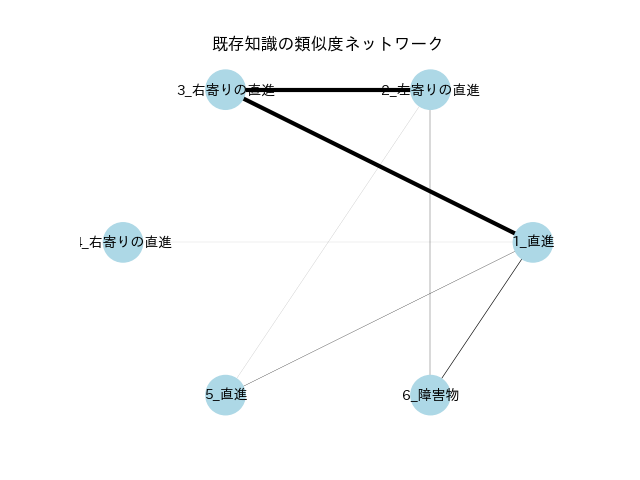 既存知識の類似度ネットワーク
3_右寄りの直進
2_左寄りの直進
4_右寄りの直進
1_直進
5_直進
6_障害物